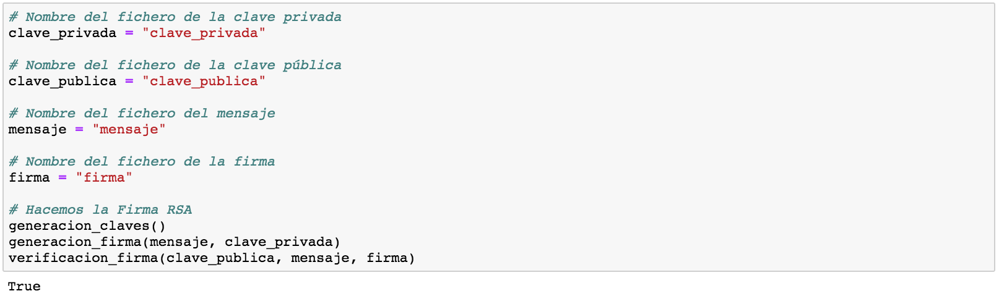 # Nombre del fichero de la clave privada
clave_privada = "clave_privada"
# Nombre del fichero de la clave pública
clave_publica = "clave_publica"
# Nombre del fichero del mensaje
mensaje = "mensaje"
# Nombre del fichero de la firma
firma = "firma"
# Hacemos la Firma RSA
generacion_claves()
generacion_firma(mensaje, clave_privada)
verificacion_firma(clave_publica, mensaje, firma)
True